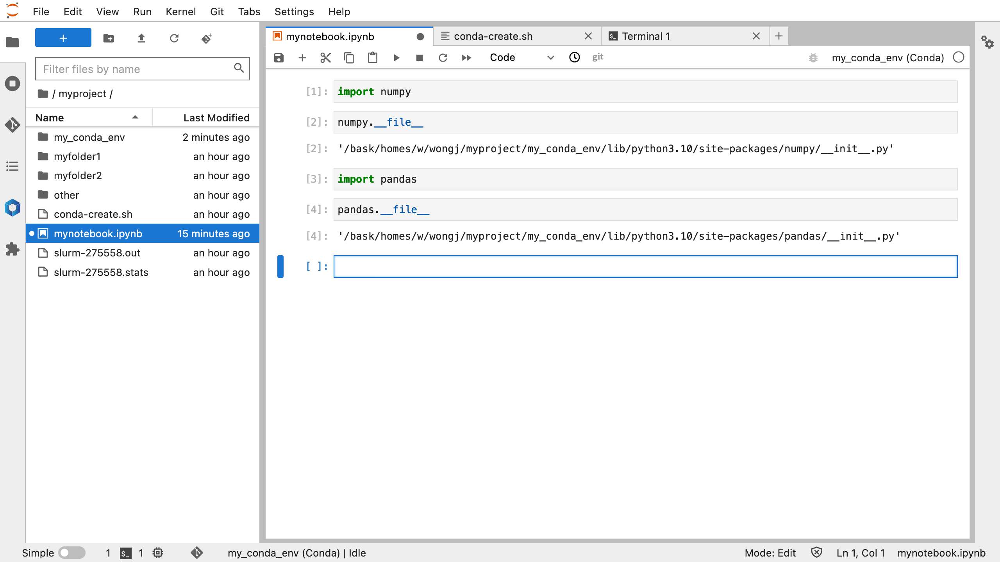 File Edit View Run Kernel Git Tabs Settings Help
mynotebook.ipynb conda-create.sh $_ Terminal 1
Code git my_conda_env (Conda)
Filter files by name
/ myproject /
Name Last Modified
my_conda_env 2 minutes ago
myfolder1 an hour ago
myfolder2 an hour ago
other an hour ago
conda-create.sh an hour ago
mynotebook.ipynb 15 minutes ago
slurm-275558.out an hour ago
slurm-275558.stats an hour ago
[1]: import numpy
[2]: numpy.__file__
[2]: '/bask/homes/w/wongj/myproject/my_conda_env/lib/python3.10/site-packages/numpy/__init__.py'
[3]: import pandas
[4]: pandas.__file__
[4]: '/bask/homes/w/wongj/myproject/my_conda_env/lib/python3.10/site-packages/pandas/__init__.py'
[ ]:
Simple 1 $_ 1 my_conda_env (Conda) | Idle Mode: Edit Ln 1, Col 1 mynotebook.ipynb